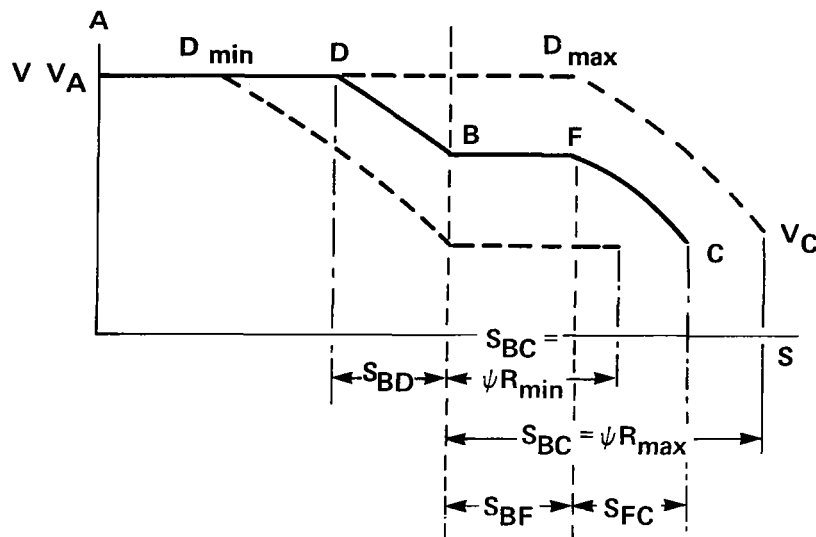 A
D min
D
D max
V V_A
B
F
V_C
C
S_BC =
S
S_BD
ψR_min
S_BC = ψR_max
S_BF
S_FC